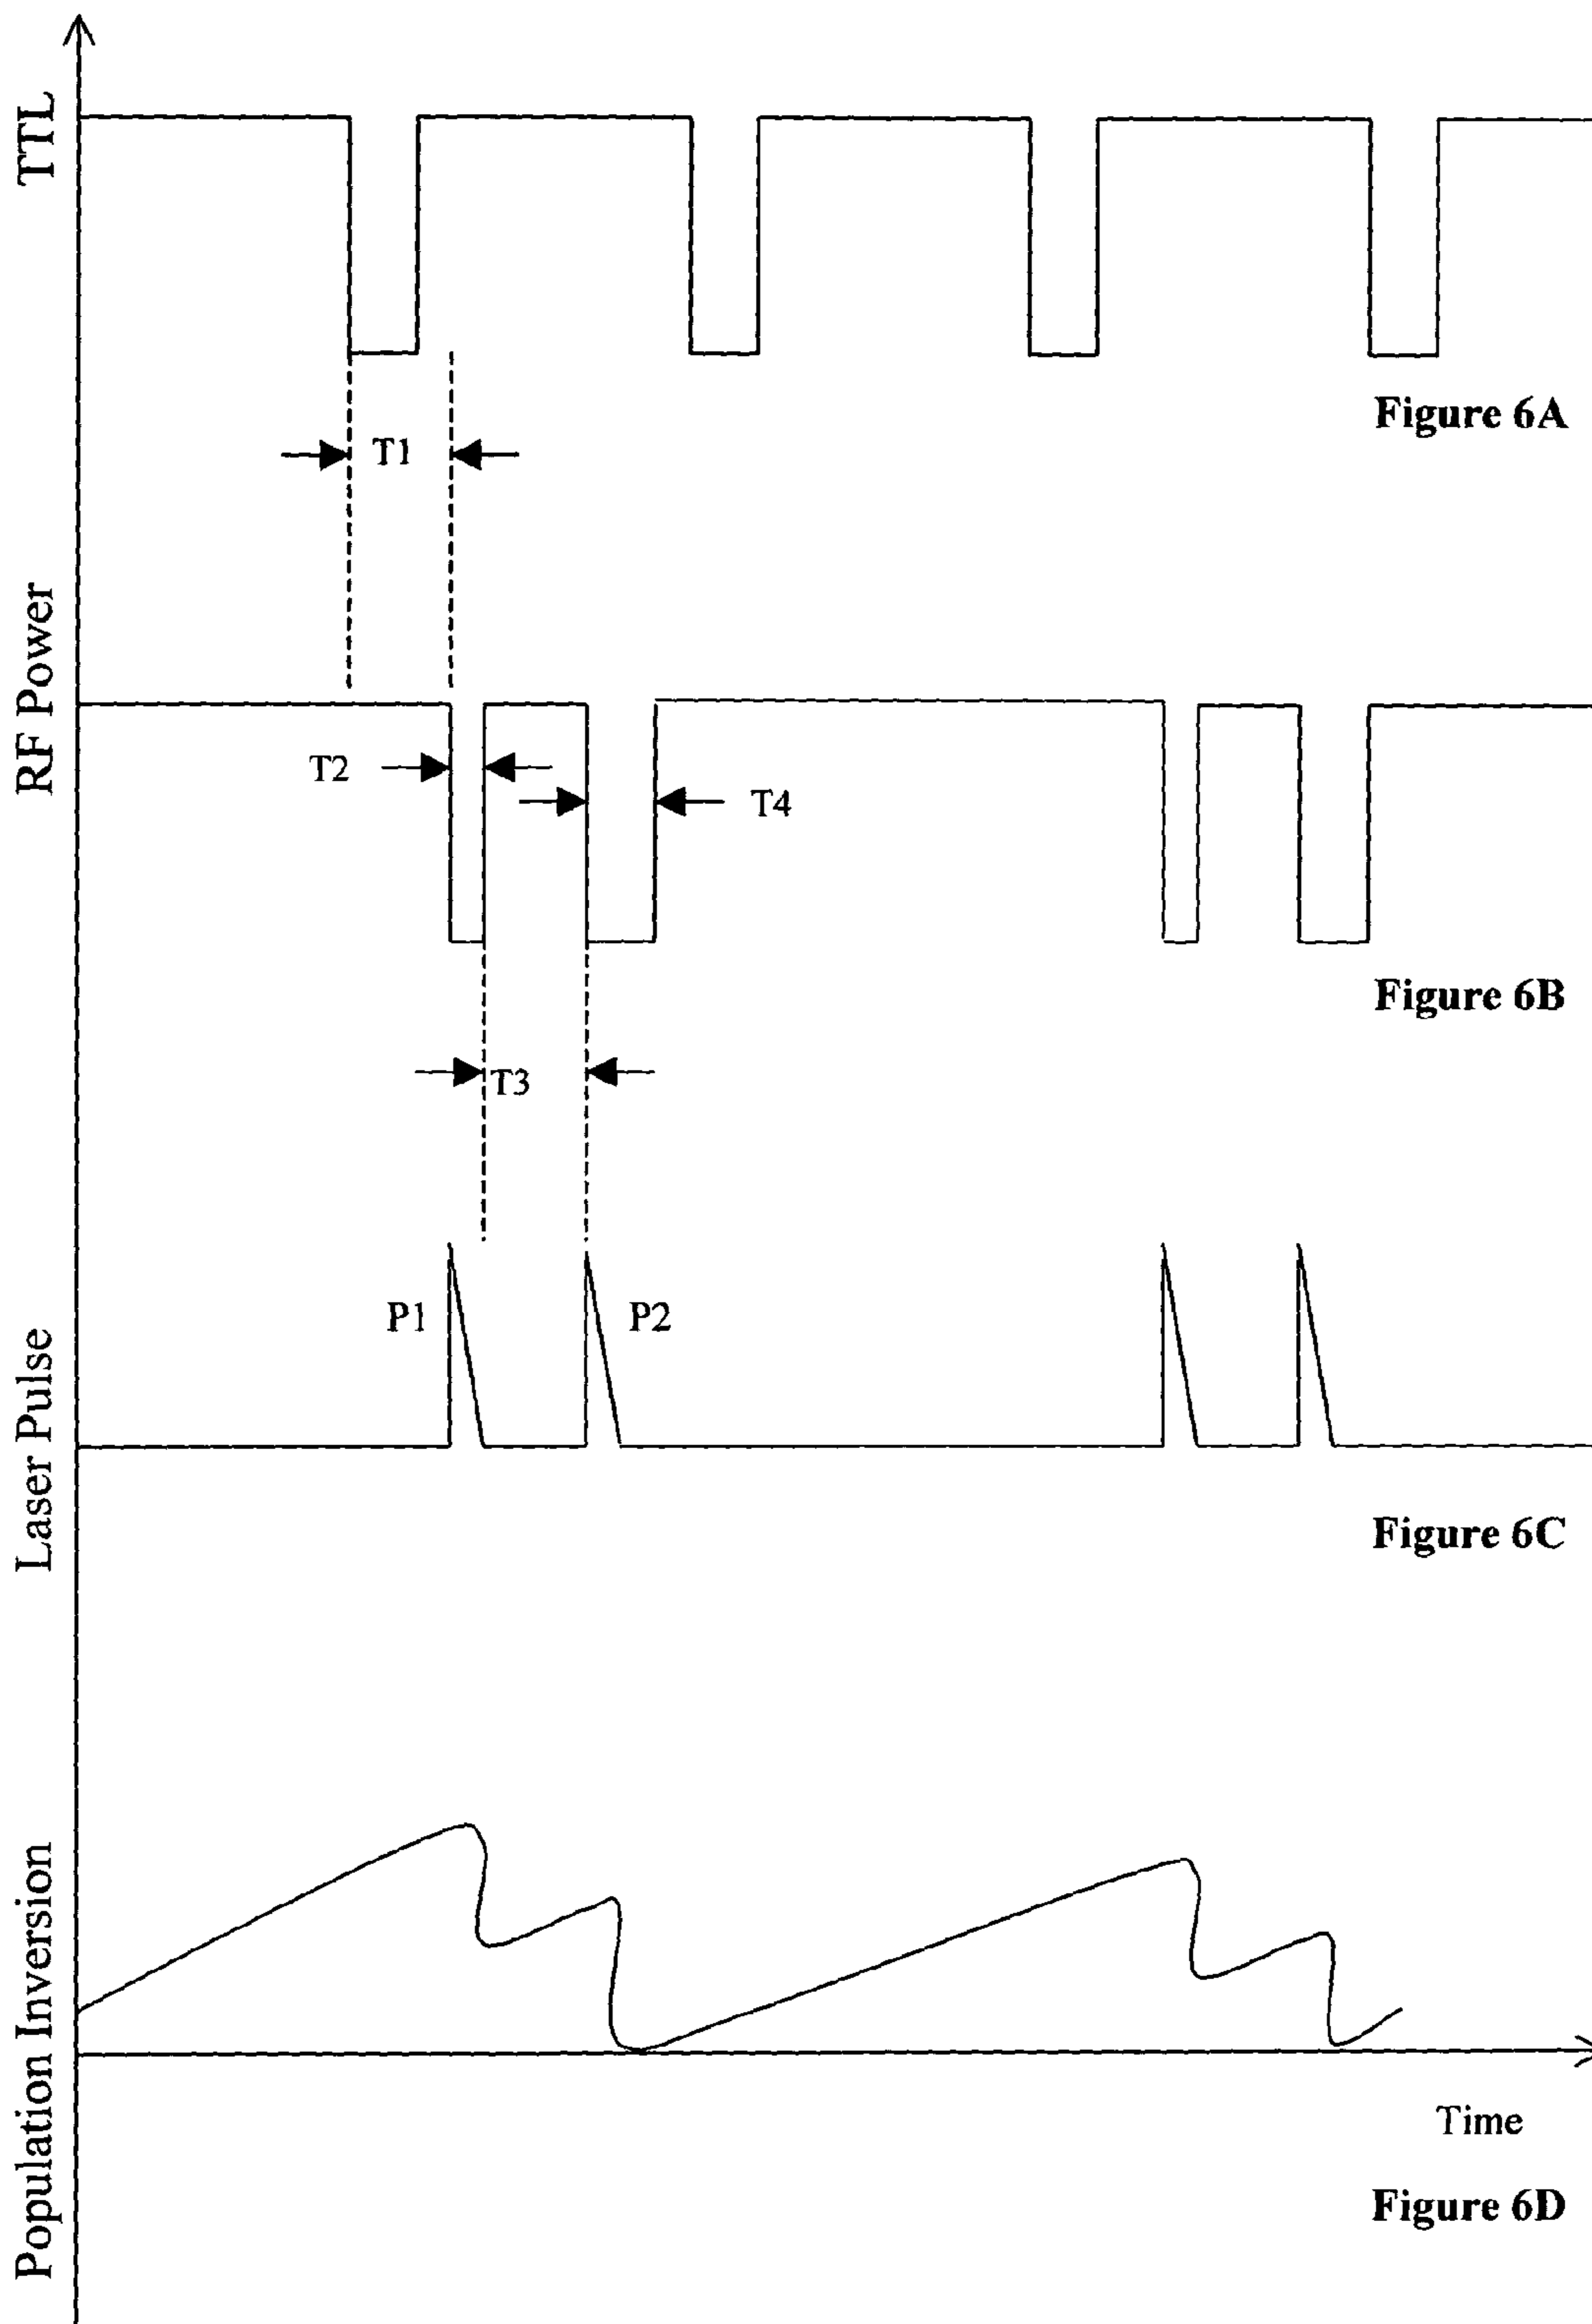 TTL
Figure 6A
T1
RF Power
T2
T4
Figure 6B
T3
P1
P2
Laser Pulse
Figure 6C
Population Inversion
Time
Figure 6D